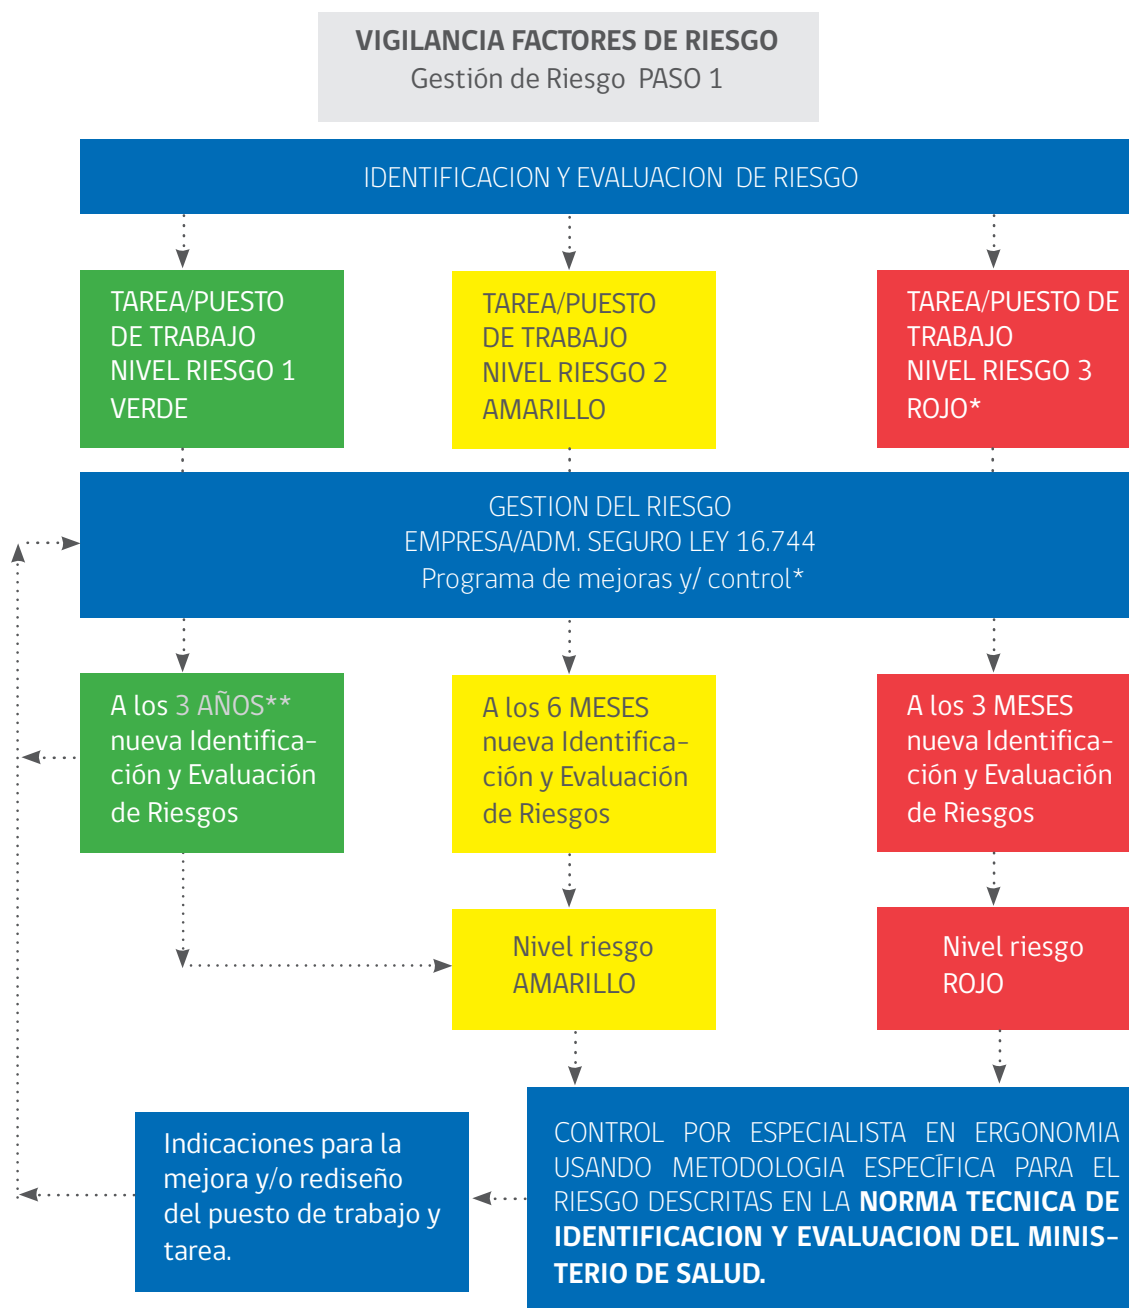 VIGILANCIA FACTORES DE RIESGO
Gestión de Riesgo PASO 1
IDENTIFICACION Y EVALUACION DE RIESGO
TAREA/PUESTO
DE TRABAJO
NIVEL RIESGO 1
VERDE
TAREA/PUESTO
DE TRABAJO
NIVEL RIESGO 2
AMARILLO
TAREA/PUESTO DE
TRABAJO
NIVEL RIESGO 3
ROJO*
GESTION DEL RIESGO
EMPRESA/ADM. SEGURO LEY 16.744
Programa de mejoras y/ control*
A los 3 AÑOS**
nueva Identifica-
ción y Evaluación
de Riesgos
A los 6 MESES
nueva Identifica-
ción y Evaluación
de Riesgos
A los 3 MESES
nueva Identifica-
ción y Evaluación
de Riesgos
Nivel riesgo
AMARILLO
Nivel riesgo
ROJO
Indicaciones para la
mejora y/o rediseño
del puesto de trabajo y
tarea.
CONTROL POR ESPECIALISTA EN ERGONOMIA
USANDO METODOLOGIA ESPECÍFICA PARA EL
RIESGO DESCRITAS EN LA NORMA TECNICA DE
IDENTIFICACION Y EVALUACION DEL MINIS-
TERIO DE SALUD.